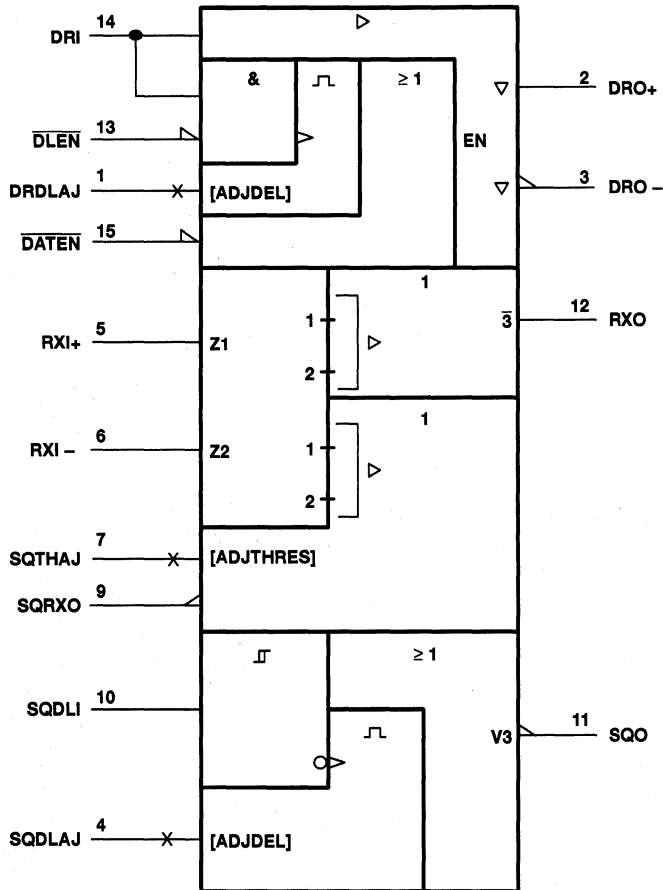 14
DRI
&
≥ 1
2
DRO+
13
DLEN
EN
1
DRDLAJ
[ADJDEL]
3
DRO –
15
DATEN
1
5
RXI+
Z1
1
2
3
12
RXO
1
6
RXI –
Z2
1
2
7
SQTHAJ
[ADJTHRES]
9
SQRXO
≥ 1
10
SQDLI
V3
11
SQO
4
SQDLAJ
[ADJDEL]